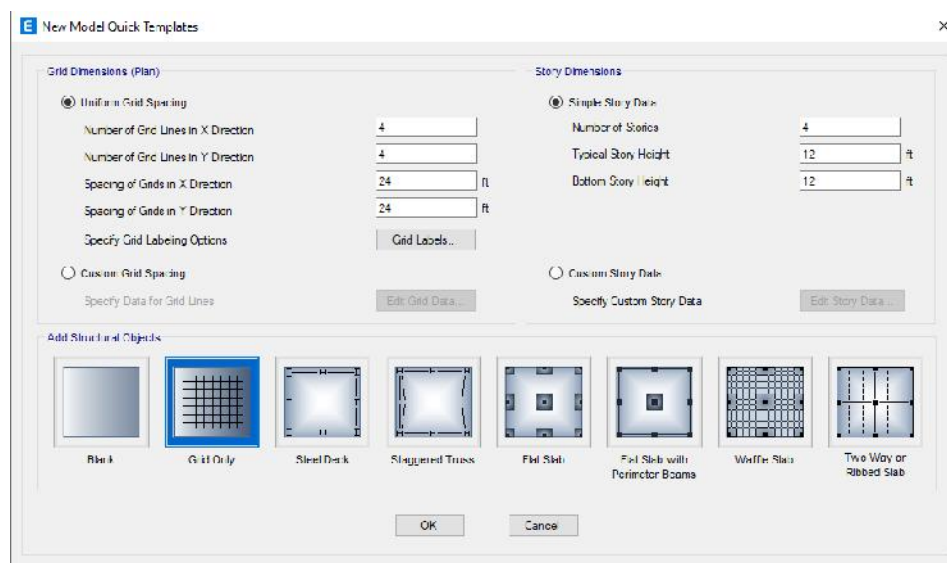 E New Model Quick Templates
Grid Dimensions (Plan)
Uniform Grid Spacing
Number of Grid Lines in X Direction 4
Number of Grid Lines in Y Direction 4
Spacing of Grids in X Direction 24 ft
Spacing of Grids in Y Direction 24 ft
Specify Grid Labeling Options Grid Labels...
Custom Grid Spacing
Specify Data for Grid Lines Edit Grid Data...
Story Dimensions
Simple Story Data
Number of Stories 4
Typical Story Height 12 ft
Bottom Story Height 12 ft
Custom Story Data
Specify Custom Story Data Edit Story Data...
Add Structural Objects
Blank
Grid Only
Steel Deck
Staggered Truss
Flat Slab
Flat Slab with
Perimeter Beams
Waffle Slab
Two Way or
Ribbed Slab
OK Cancel